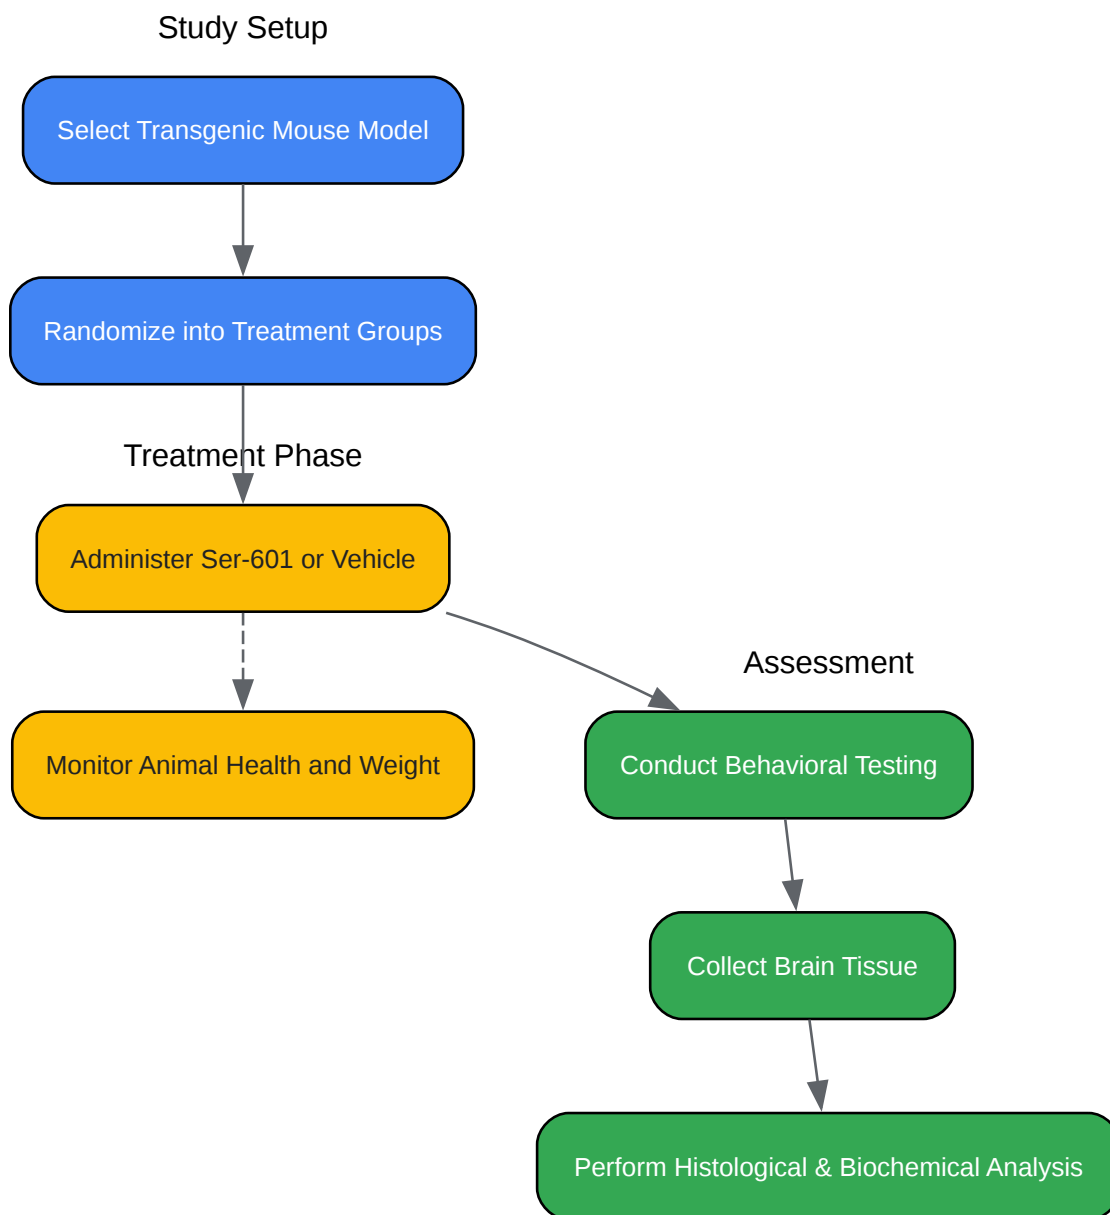 Study Setup
Select Transgenic Mouse Model
Randomize into Treatment Groups
Treatment Phase
Administer Ser-601 or Vehicle
Monitor Animal Health and Weight
Assessment
Conduct Behavioral Testing
Collect Brain Tissue
Perform Histological & Biochemical Analysis